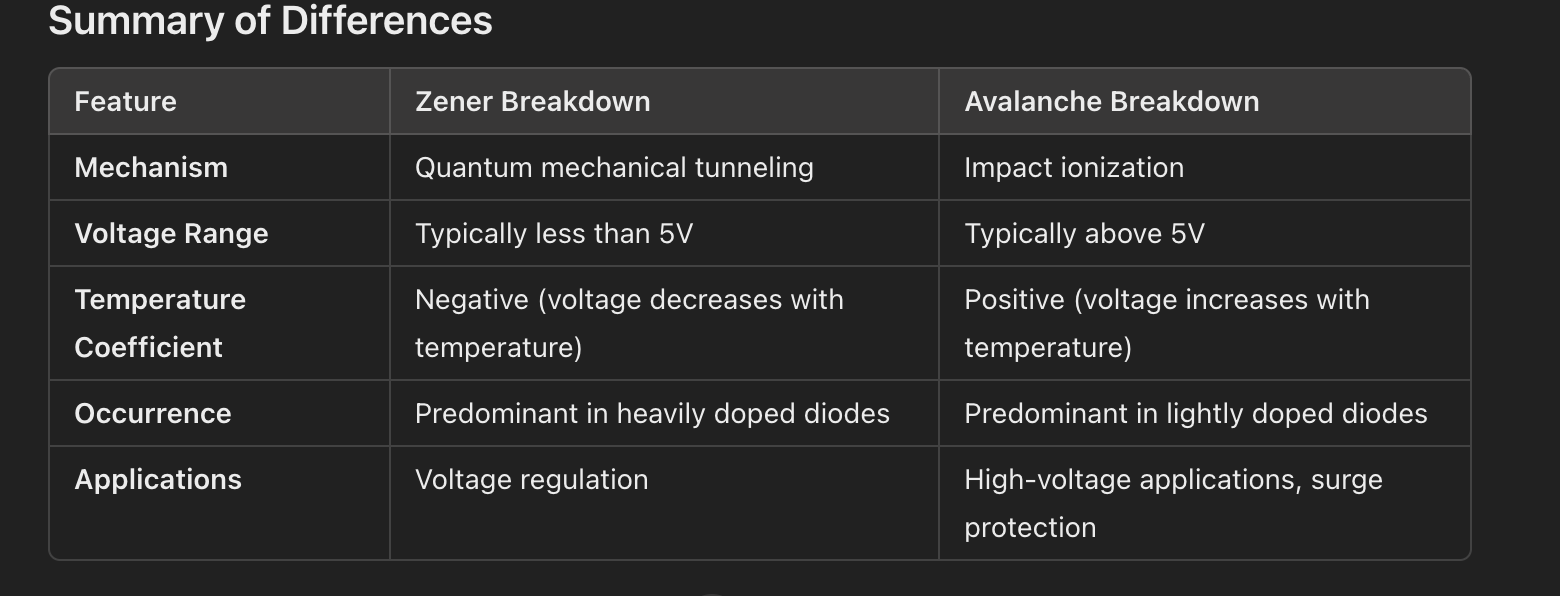 Summary of Differences
Feature Zener Breakdown Avalanche Breakdown
Mechanism Quantum mechanical tunneling Impact ionization
Voltage Range Typically less than 5V Typically above 5V
Temperature Negative (voltage decreases with Positive (voltage increases with
Coefficient temperature) temperature)
Occurrence Predominant in heavily doped diodes Predominant in lightly doped diodes
Applications Voltage regulation High-voltage applications, surge
protection